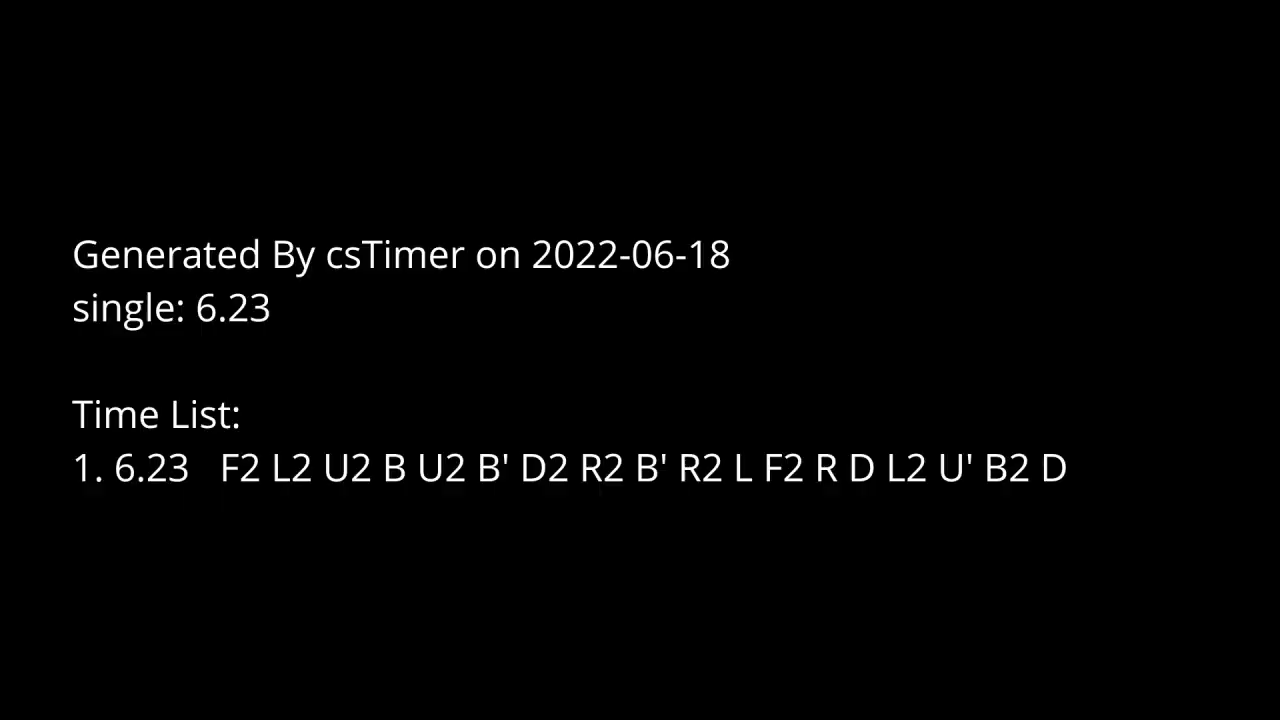 Generated By csTimer on 2022-06-18
single: 6.23
Time List:
1. 6.23   F2 L2 U2 B U2 B' D2 R2 B' R2 L F2 R D L2 U' B2 D